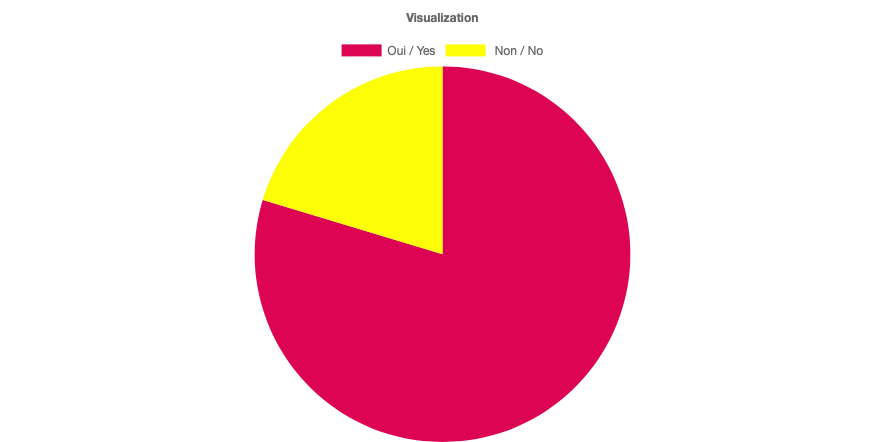 Visualization
Oui / Yes Non / No